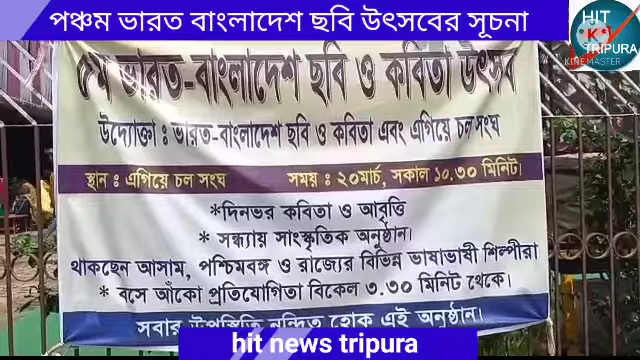 পঞ্চম ভারত বাংলাদেশ ছবি উৎসবের সূচনা
HIT
K*V
TRIPURA
KINEMASTER
৫ম ভারত-বাংলাদেশ ছবি ও কবিতা উৎসব
উদ্যোক্তা : ভারত-বাংলাদেশ ছবি ও কবিতা এবং এগিয়ে চল সংঘ
স্থান : এগিয়ে চল সংঘ সময় : ২০মার্চ, সকাল ১০.৩০ মিনিট।
*দিনভর কবিতা ও আবৃত্তি
* সন্ধ্যায় সাংস্কৃতিক অনুষ্ঠান।
থাকছেন আসাম, পশ্চিমবঙ্গ ও রাজ্যের বিভিন্ন ভাষাভাষী শিল্পীরা
* বসে আঁকো প্রতিযোগিতা বিকেল ৩.৩০ মিনিট থেকে।
সবার উপস্থিতি নন্দিত হোক এই অনুষ্ঠান।
hit news tripura